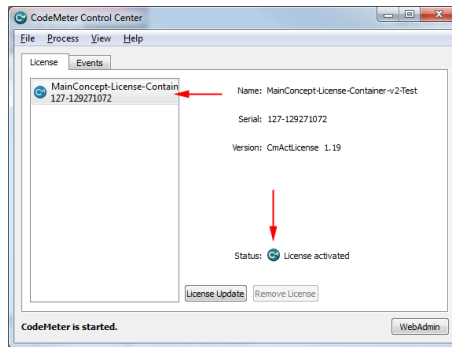 CodeMeter Control Center
File Process View Help
License Events
MainConcept-License-Contain
127-129271072
Name: MainConcept-License-Container-v2-Test
Serial: 127-129271072
Version: CmActLicense 1.19
Status: License activated
License Update Remove License
CodeMeter is started. WebAdmin